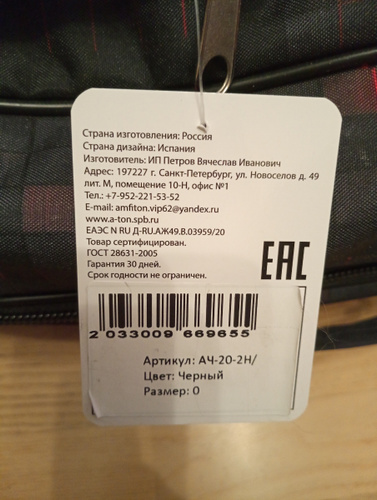 Страна изготовления: Россия
Страна дизайна: Испания
Изготовитель: ИП Петров Вячеслав Иванович
Адрес: 197227 г. Санкт-Петербург, ул. Новоселов д. 49
лит. М, помещение 10-Н, офис №1
Тел.: +7-952-221-53-52
E-mail: amfiton.vip62@yandex.ru
www.a-ton.spb.ru
ЕАЭС N RU Д-RU.АЖ49.В.03959/20
Товар сертифицирован.
ГОСТ 28631-2005
Гарантия 30 дней.
Срок годности не ограничен.
EAC
2 033009 669655
Артикул: АЧ-20-2Н/
Цвет: Черный
Размер: 0